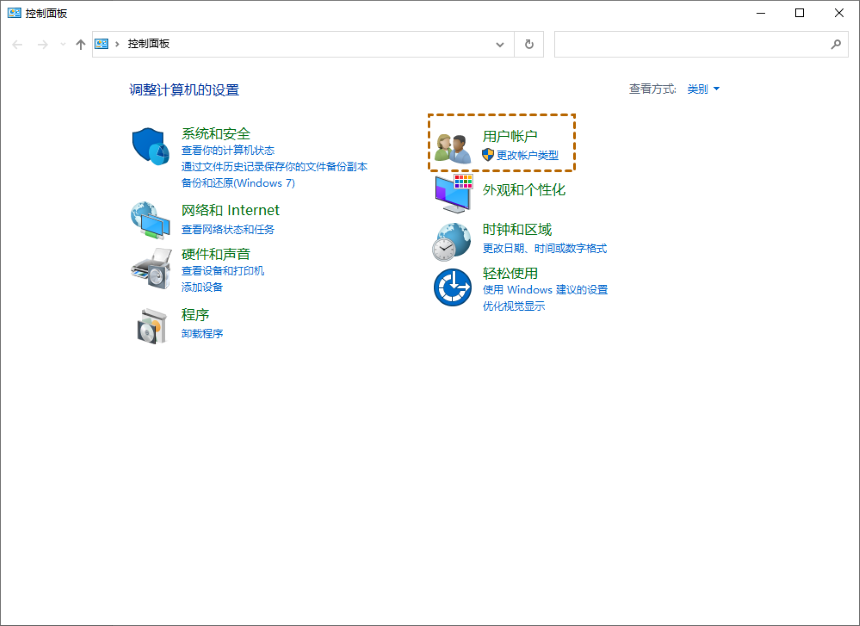 控制面板
控制面板
调整计算机的设置
查看方式: 类别
系统和安全
查看你的计算机状态
通过文件历史记录保存你的文件备份副本
备份和还原(Windows 7)
网络和 Internet
查看网络状态和任务
硬件和声音
查看设备和打印机
添加设备
程序
卸载程序
用户帐户
更改帐户类型
外观和个性化
时钟和区域
更改日期、时间或数字格式
轻松使用
使用 Windows 建议的设置
优化视觉显示